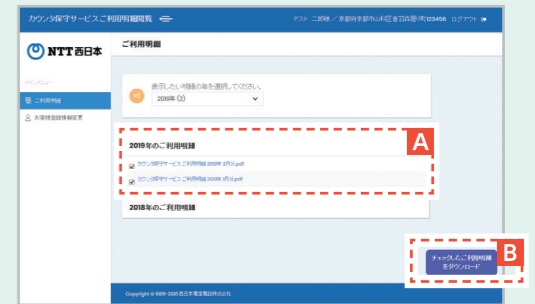 カウンタ保守サービスご利用明細閲覧
テスト 二郎様 / 京都府京都市山科区音羽森廻り町123456 ログアウト
NTT西日本
ご利用明細
メインメニュー
ご利用明細
お客様登録情報変更
表示したい明細の年を選択してください。
2019年 (2)
2019年のご利用明細
A
カウンタ保守サービスご利用明細 2019年 2月分.pdf
カウンタ保守サービスご利用明細 2019年 1月分.pdf
2018年のご利用明細
チェックしたご利用明細
をダウンロード
B
Copyright © 1999-2018 西日本電信電話株式会社